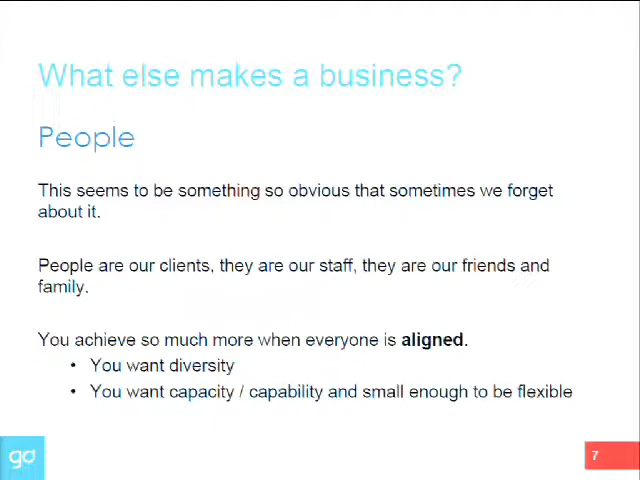 What else makes a business?
People
This seems to be something so obvious that sometimes we forget
about it.
People are our clients, they are our staff, they are our friends and
family.
You achieve so much more when everyone is aligned.
• You want diversity
• You want capacity / capability and small enough to be flexible
go
7